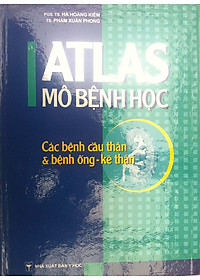 PGS. TS. HÀ HOÀNG KIỆM
TS. PHẠM XUÂN PHONG
ATLAS
MÔ BỆNH HỌC
Các bệnh cầu thận
& bệnh ống - kẽ thận
NHÀ XUẤT BẢN Y HỌC